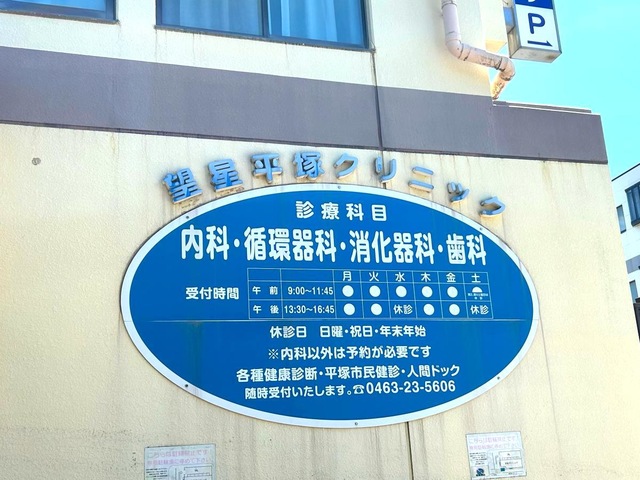 P
望星平塚クリニック
診療科目
内科・循環器科・消化器科・歯科
月 火 水 木 金 土
受付時間 午前 9:00～11:45 ● ● ● ● ●
午後 13:30～16:45 ● ● 休診 ● ● 休診
休診日 日曜・祝日・年末年始
※内科以外は予約が必要です
各種健康診断・平塚市民健診・人間ドック
随時受付いたします。☎0463-23-5606